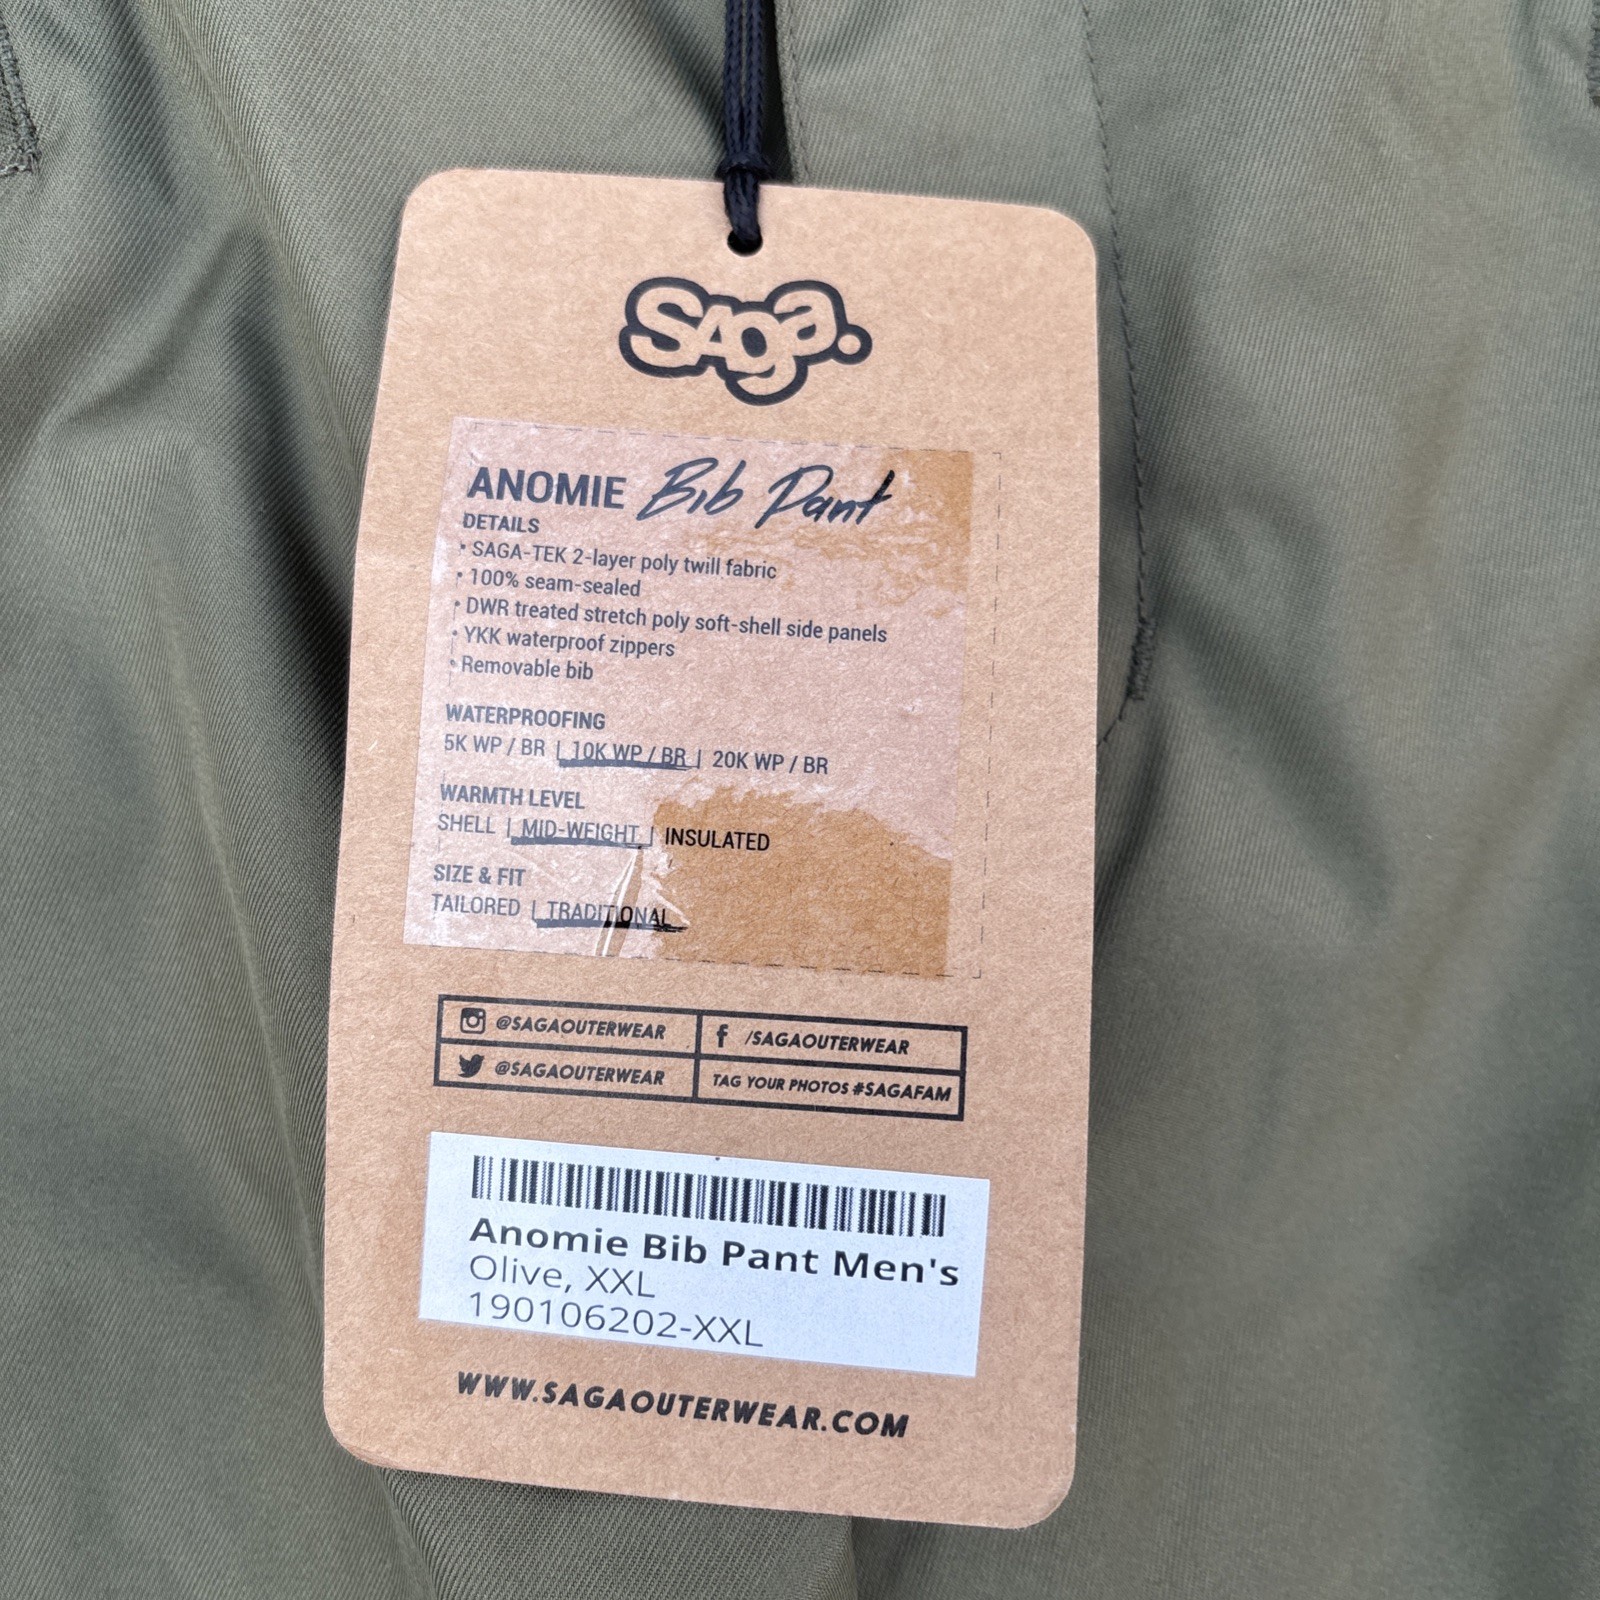 SAGa.
ANOMIE Bib Pant
DETAILS
• SAGA-TEK 2-layer poly twill fabric
• 100% seam-sealed
• DWR treated stretch poly soft-shell side panels
• YKK waterproof zippers
• Removable bib
WATERPROOFING
5K WP / BR | 10K WP / BR | 20K WP / BR
WARMTH LEVEL
SHELL | MID-WEIGHT | INSULATED
SIZE & FIT
TAILORED | TRADITIONAL
@SAGAOUTERWEAR
/SAGAOUTERWEAR
@SAGAOUTERWEAR
TAG YOUR PHOTOS #SAGAFAM
Anomie Bib Pant Men's
Olive, XXL
190106202-XXL
WWW.SAGAOUTERWEAR.COM